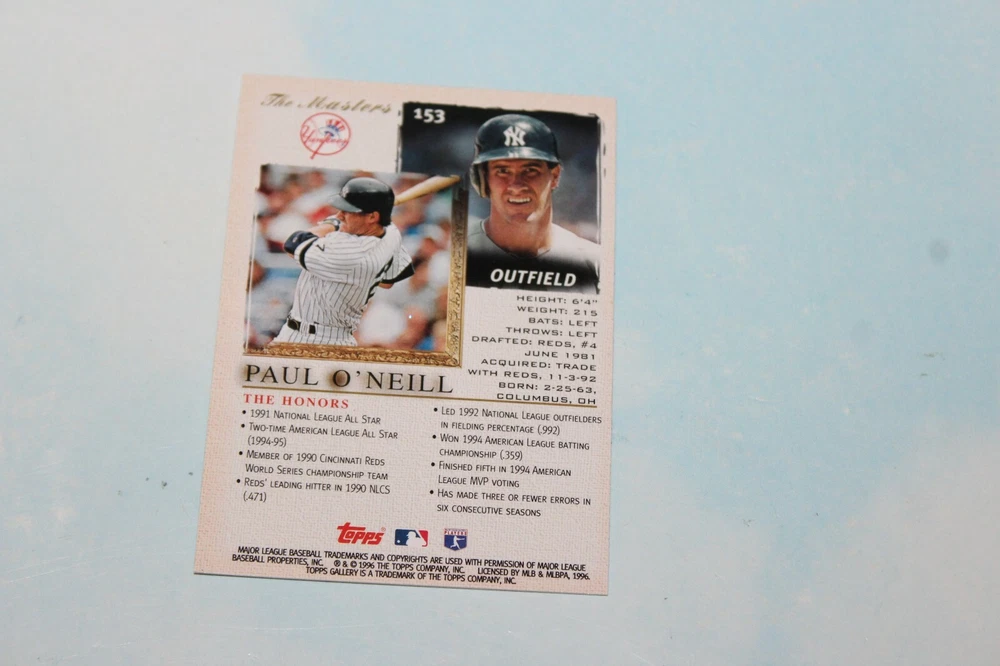 The Masters
Yankees
153
NY
OUTFIELD
HEIGHT: 6'4"
WEIGHT: 215
BATS: LEFT
THROWS: LEFT
DRAFTED: REDS, #4
JUNE 1981
ACQUIRED: TRADE
WITH REDS, 11-3-92
BORN: 2-25-63,
COLUMBUS, OH
PAUL O'NEILL
THE HONORS
• 1991 NATIONAL LEAGUE ALL STAR
• TWO-TIME AMERICAN LEAGUE ALL STAR
(1994-95)
• MEMBER OF 1990 CINCINNATI REDS
WORLD SERIES CHAMPIONSHIP TEAM
• REDS' LEADING HITTER IN 1990 NLCS
(.471)
• LED 1992 NATIONAL LEAGUE OUTFIELDERS
IN FIELDING PERCENTAGE (.992)
• WON 1994 AMERICAN LEAGUE BATTING
CHAMPIONSHIP (.359)
• FINISHED FIFTH IN 1994 AMERICAN
LEAGUE MVP VOTING
• HAS MADE THREE OR FEWER ERRORS IN
SIX CONSECUTIVE SEASONS
Topps
PLAYERS
MAJOR LEAGUE BASEBALL TRADEMARKS AND COPYRIGHTS ARE USED WITH PERMISSION OF MAJOR LEAGUE
BASEBALL PROPERTIES, INC. ® & © 1996 THE TOPPS COMPANY, INC. LICENSED BY MLB & MLBPA, 1996.
TOPPS GALLERY IS A TRADEMARK OF THE TOPPS COMPANY, INC.